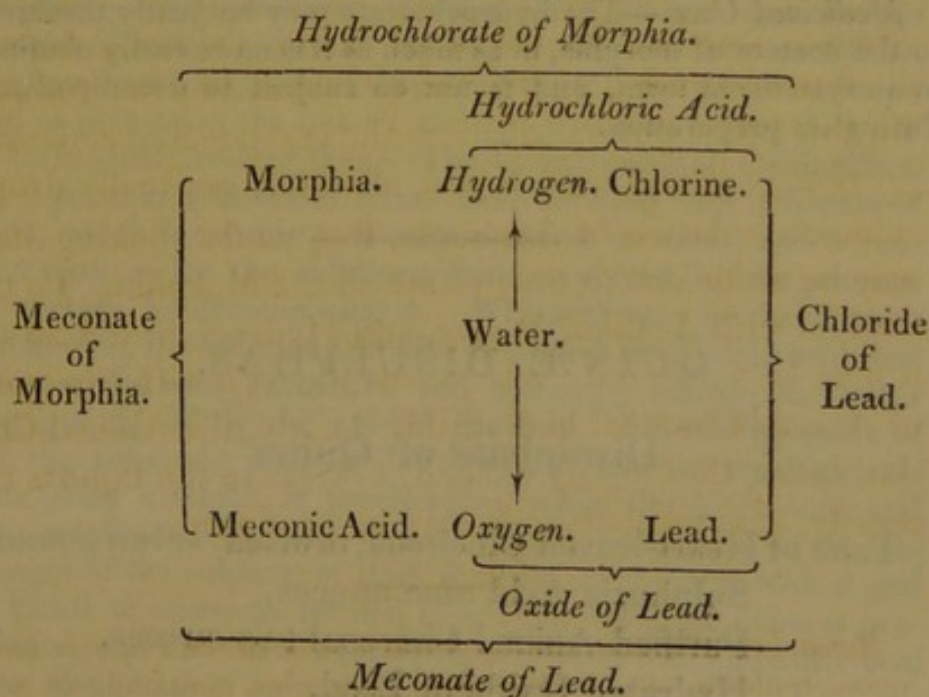 Hydrochlorate of Morphia.
Hydrochloric Acid.
Morphia. Hydrogen. Chlorine.
Meconate
of
Morphia.
Water.
Chloride
of
Lead.
Meconic Acid. Oxygen. Lead.
Oxide of Lead.
Meconate of Lead.